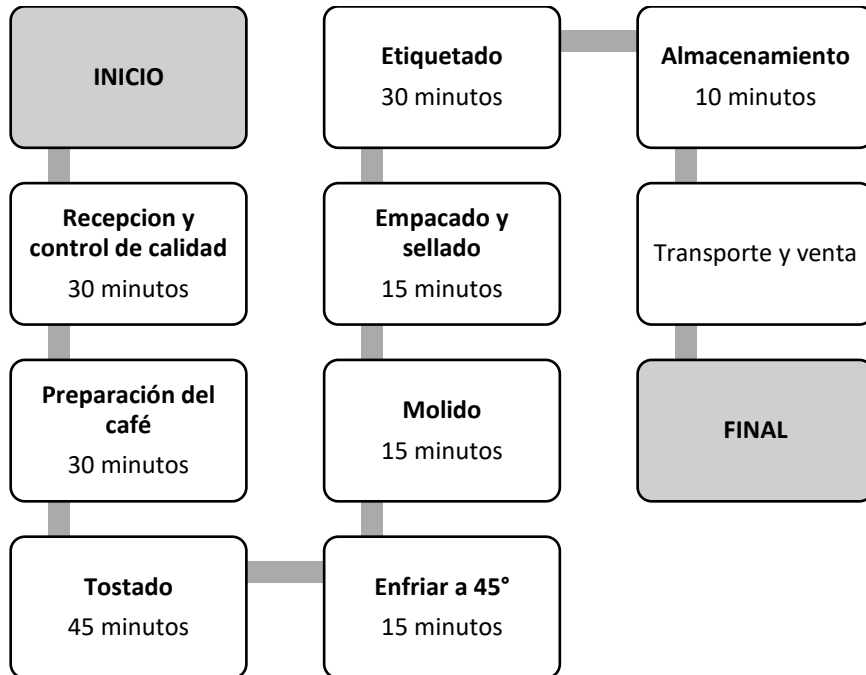 INICIO
Recepcion y
control de calidad
30 minutos
Preparación del
café
30 minutos
Tostado
45 minutos
Enfriar a 45°
15 minutos
Molido
15 minutos
Empacado y
sellado
15 minutos
Etiquetado
30 minutos
Almacenamiento
10 minutos
Transporte y venta
FINAL